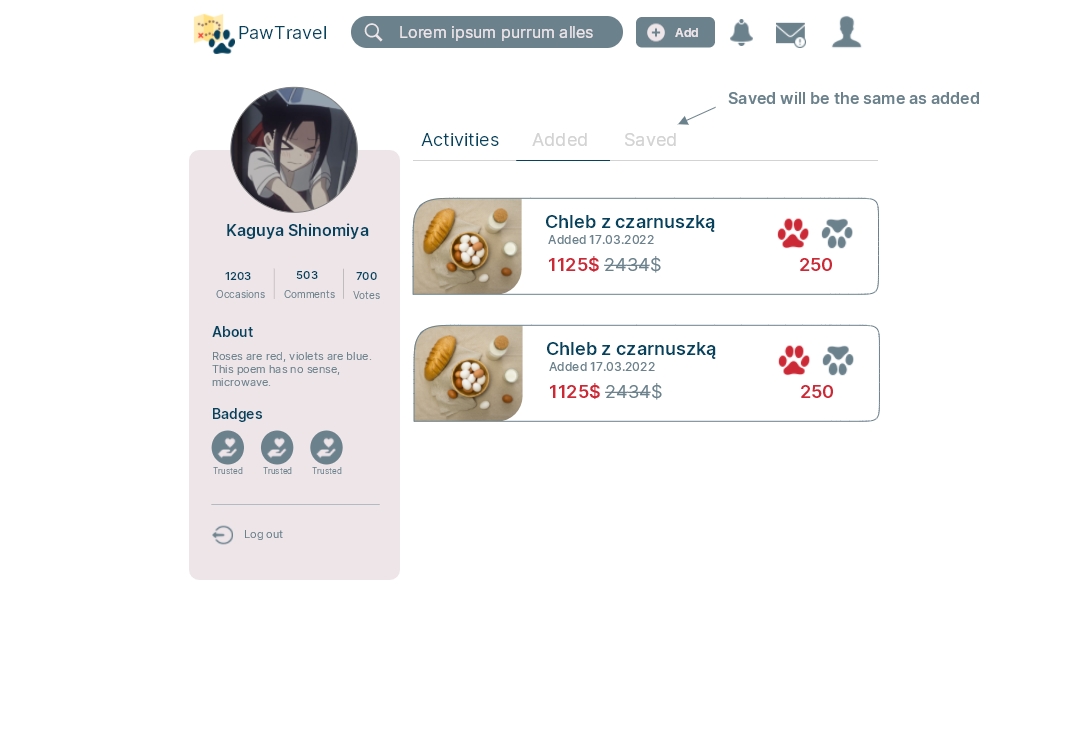 PawTravel
Lorem ipsum purrum alles
Add
Saved will be the same as added
Activities
Added
Saved
Kaguya Shinomiya
1203
503
700
Occasions
Comments
Votes
About
Roses are red, violets are blue.
This poem has no sense,
microwave.
Badges
Trusted
Trusted
Trusted
Log out
Chleb z czarnuszką
Added 17.03.2022
1125$ 2434$
250
Chleb z czarnuszką
Added 17.03.2022
1125$ 2434$
250